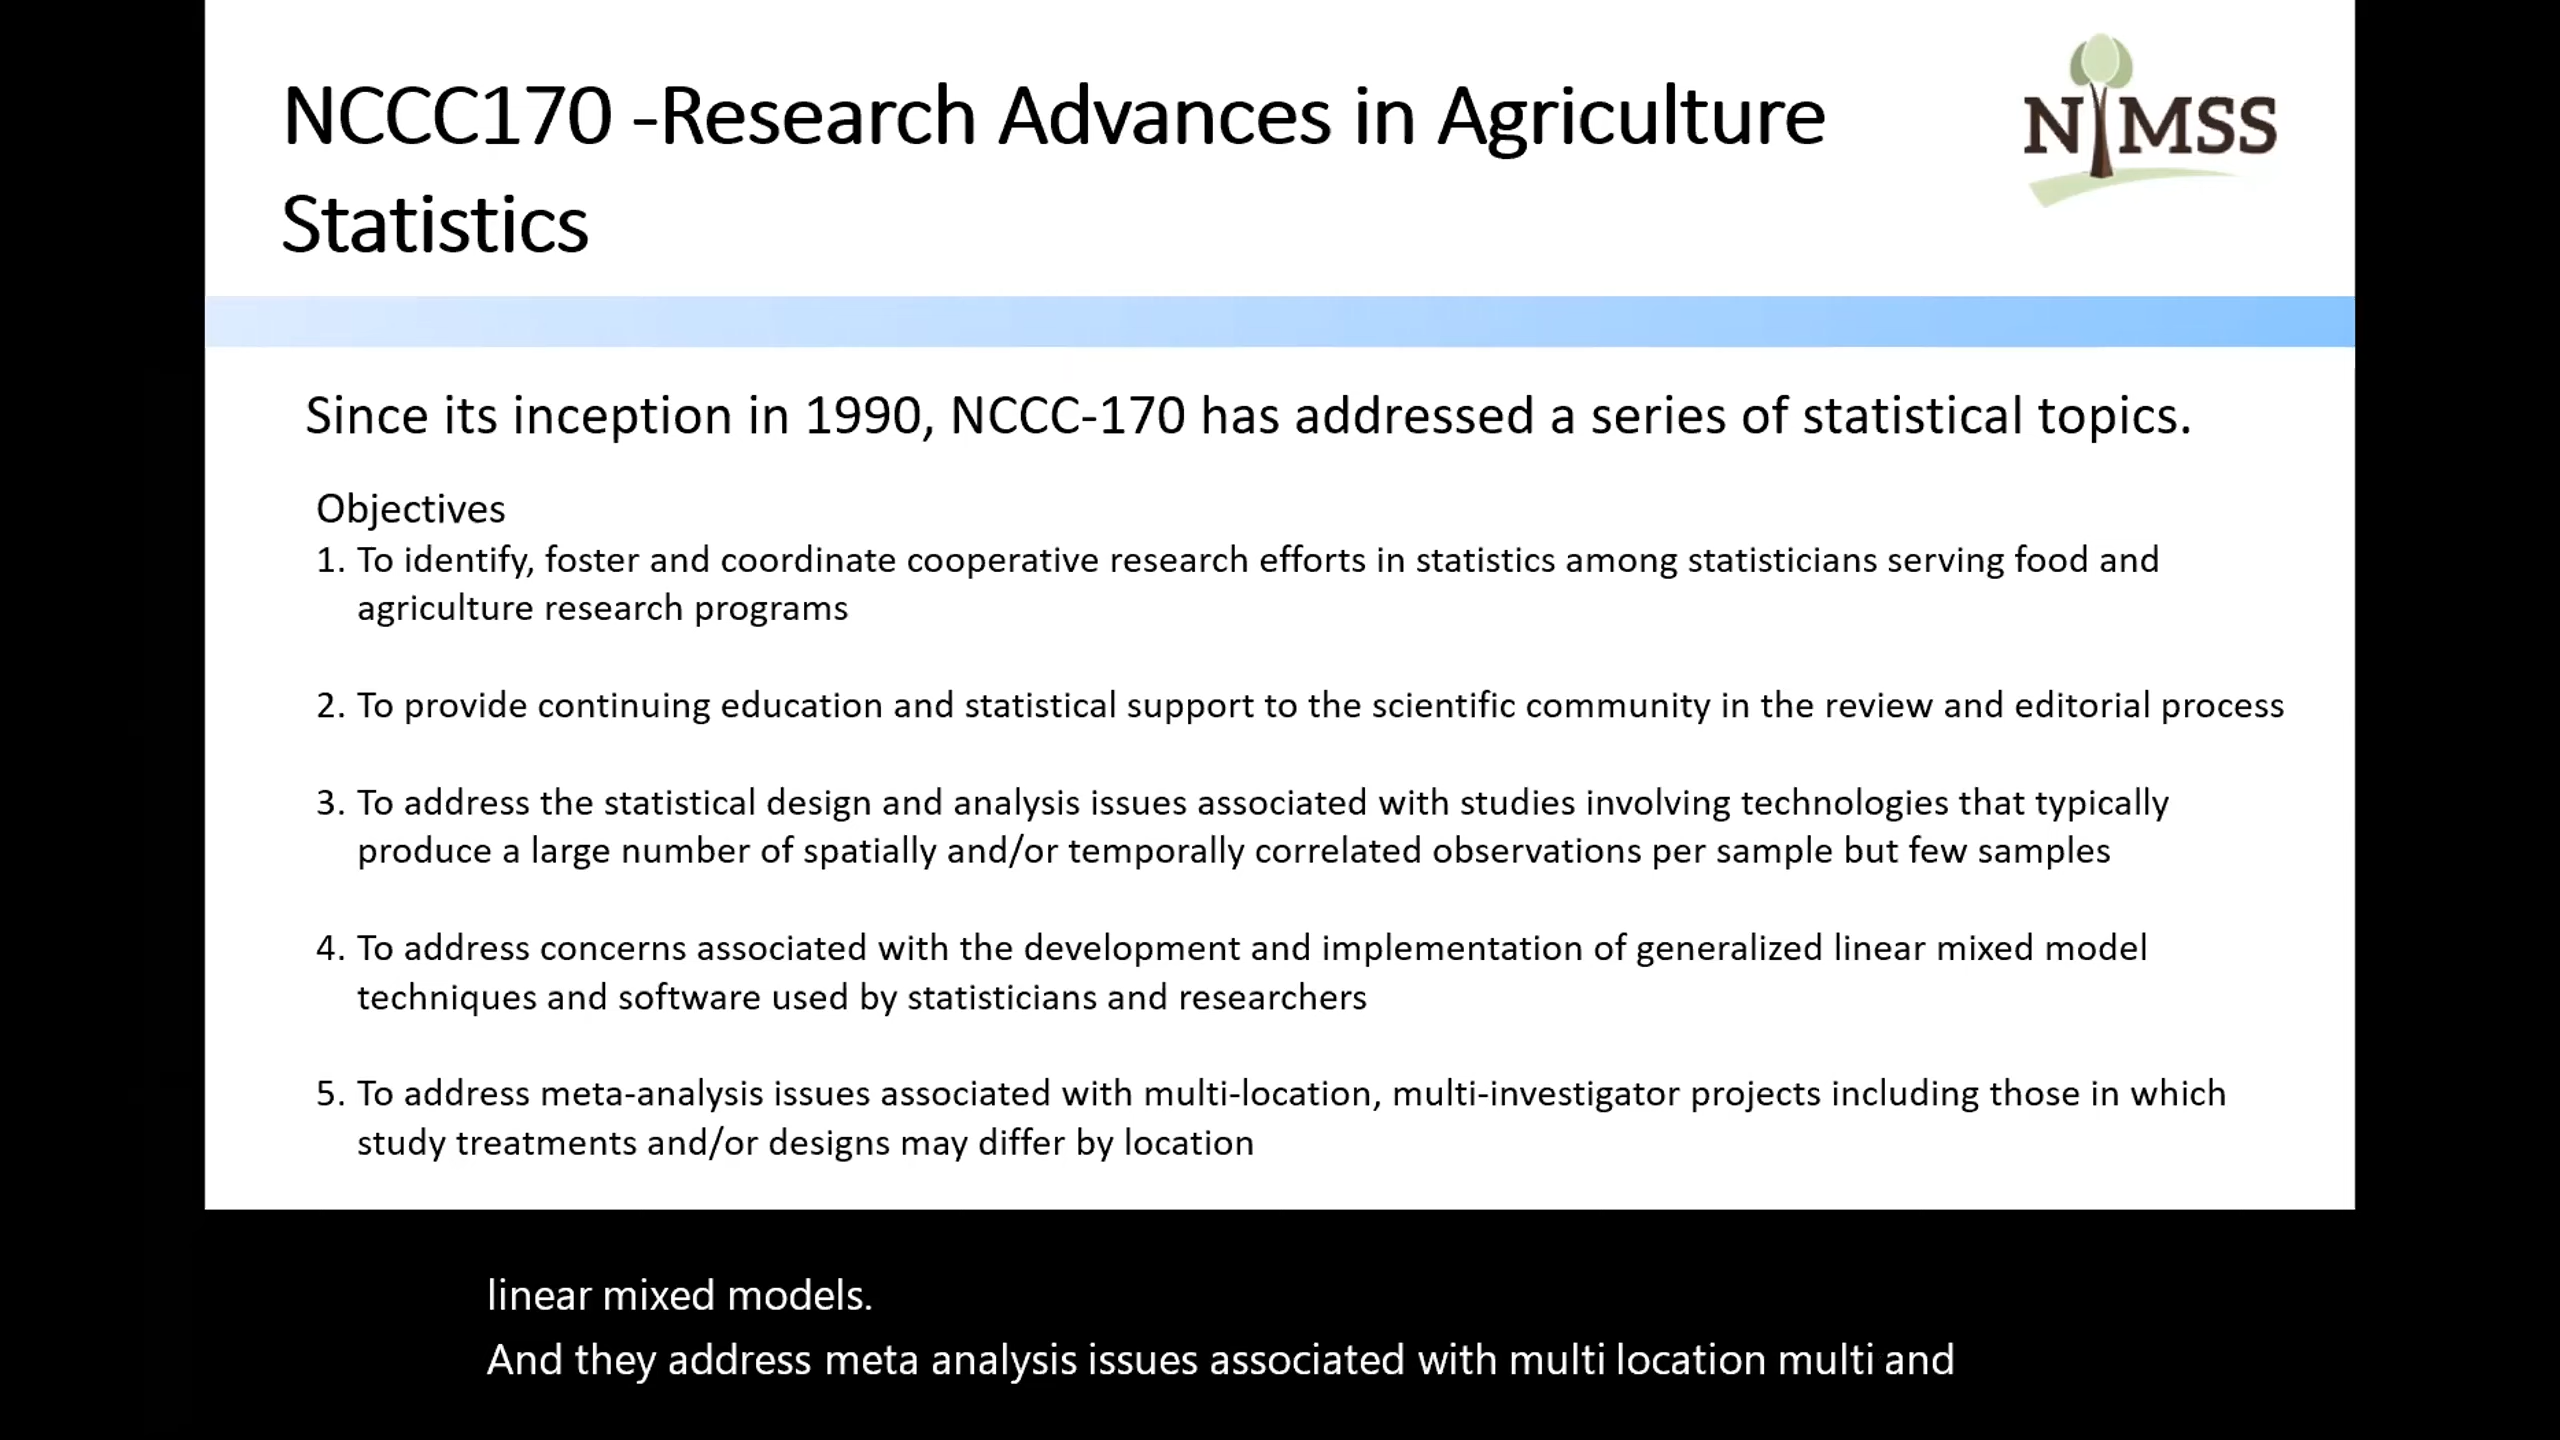 NCCC170 -Research Advances in Agriculture
Statistics
NIMSS
Since its inception in 1990, NCCC-170 has addressed a series of statistical topics.
Objectives
1. To identify, foster and coordinate cooperative research efforts in statistics among statisticians serving food and
agriculture research programs
2. To provide continuing education and statistical support to the scientific community in the review and editorial process
3. To address the statistical design and analysis issues associated with studies involving technologies that typically
produce a large number of spatially and/or temporally correlated observations per sample but few samples
4. To address concerns associated with the development and implementation of generalized linear mixed model
techniques and software used by statisticians and researchers
5. To address meta-analysis issues associated with multi-location, multi-investigator projects including those in which
study treatments and/or designs may differ by location
linear mixed models.
And they address meta analysis issues associated with multi location multi and